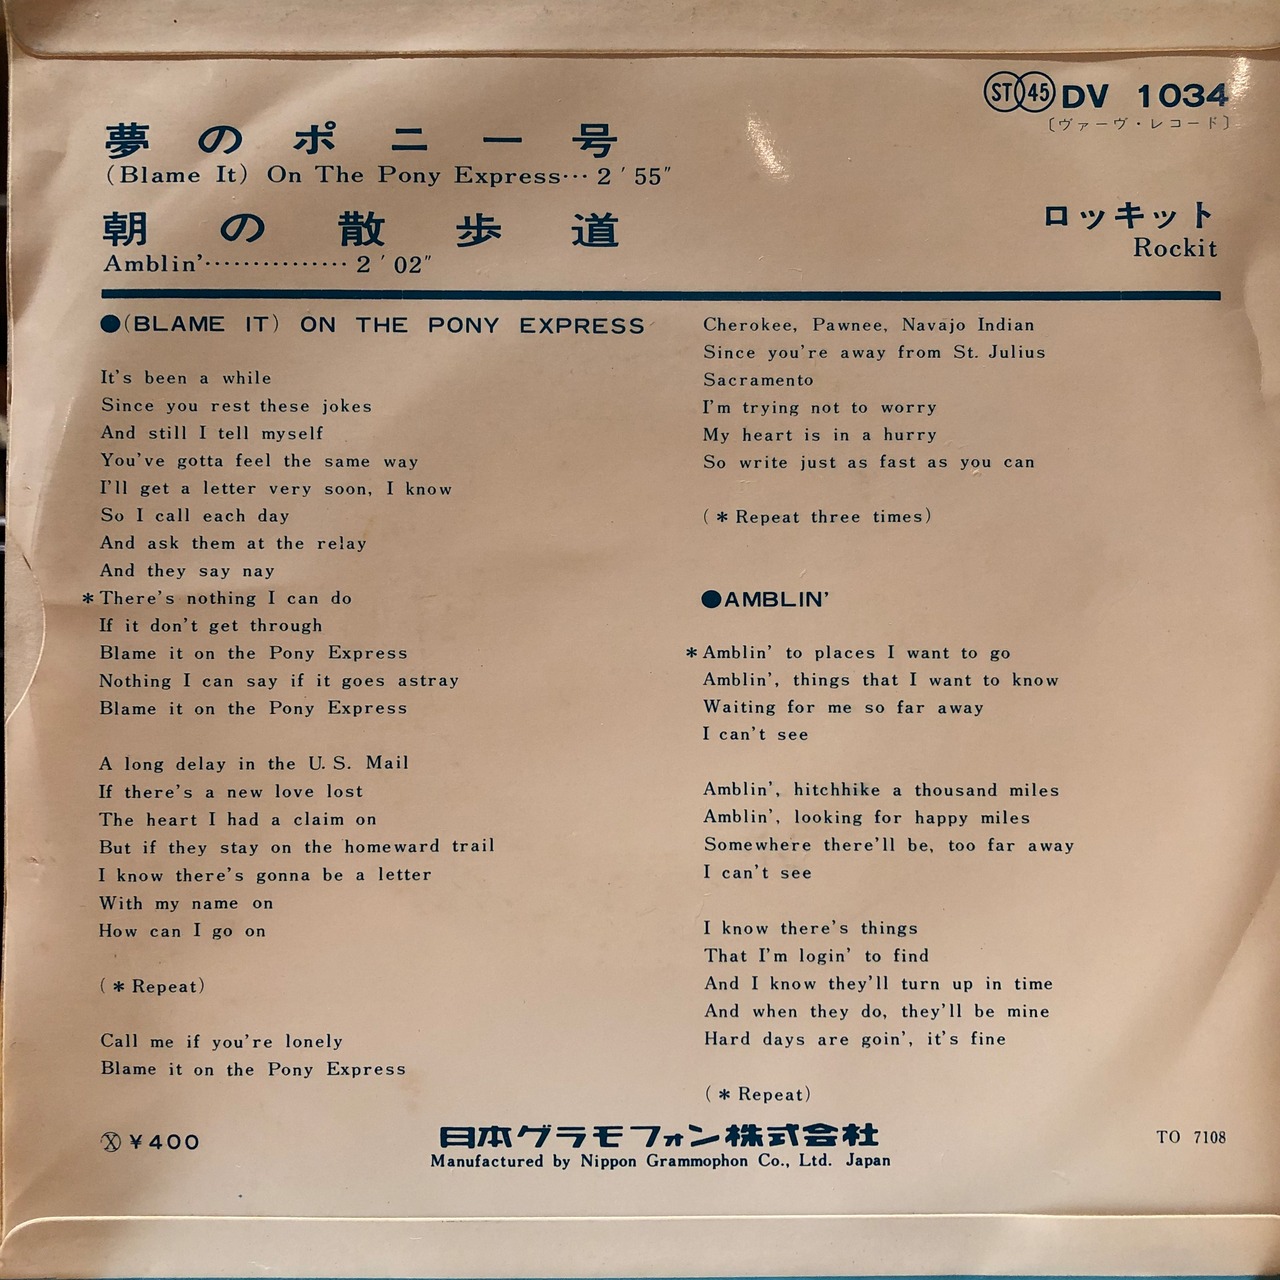 ST 45 DV 1034
〔ヴァーヴ・レコード〕
夢のポニー号
(Blame It) On The Pony Express… 2′55″
朝の散歩道
Amblin'…………… 2′02″
ロッキット
Rockit
●(BLAME IT) ON THE PONY EXPRESS
It's been a while
Since you rest these jokes
And still I tell myself
You've gotta feel the same way
I'll get a letter very soon, I know
So I call each day
And ask them at the relay
And they say nay
*There's nothing I can do
If it don't get through
Blame it on the Pony Express
Nothing I can say if it goes astray
Blame it on the Pony Express
A long delay in the U.S. Mail
If there's a new love lost
The heart I had a claim on
But if they stay on the homeward trail
I know there's gonna be a letter
With my name on
How can I go on
(*Repeat)
Call me if you're lonely
Blame it on the Pony Express
Cherokee, Pawnee, Navajo Indian
Since you're away from St. Julius
Sacramento
I'm trying not to worry
My heart is in a hurry
So write just as fast as you can
(*Repeat three times)
●AMBLIN'
*Amblin' to places I want to go
Amblin', things that I want to know
Waiting for me so far away
I can't see
Amblin', hitchhike a thousand miles
Amblin', looking for happy miles
Somewhere there'll be, too far away
I can't see
I know there's things
That I'm login' to find
And I know they'll turn up in time
And when they do, they'll be mine
Hard days are goin', it's fine
(*Repeat)
Ⓧ ¥400
日本グラモフォン株式会社
Manufactured by Nippon Grammophon Co., Ltd. Japan
TO 7108